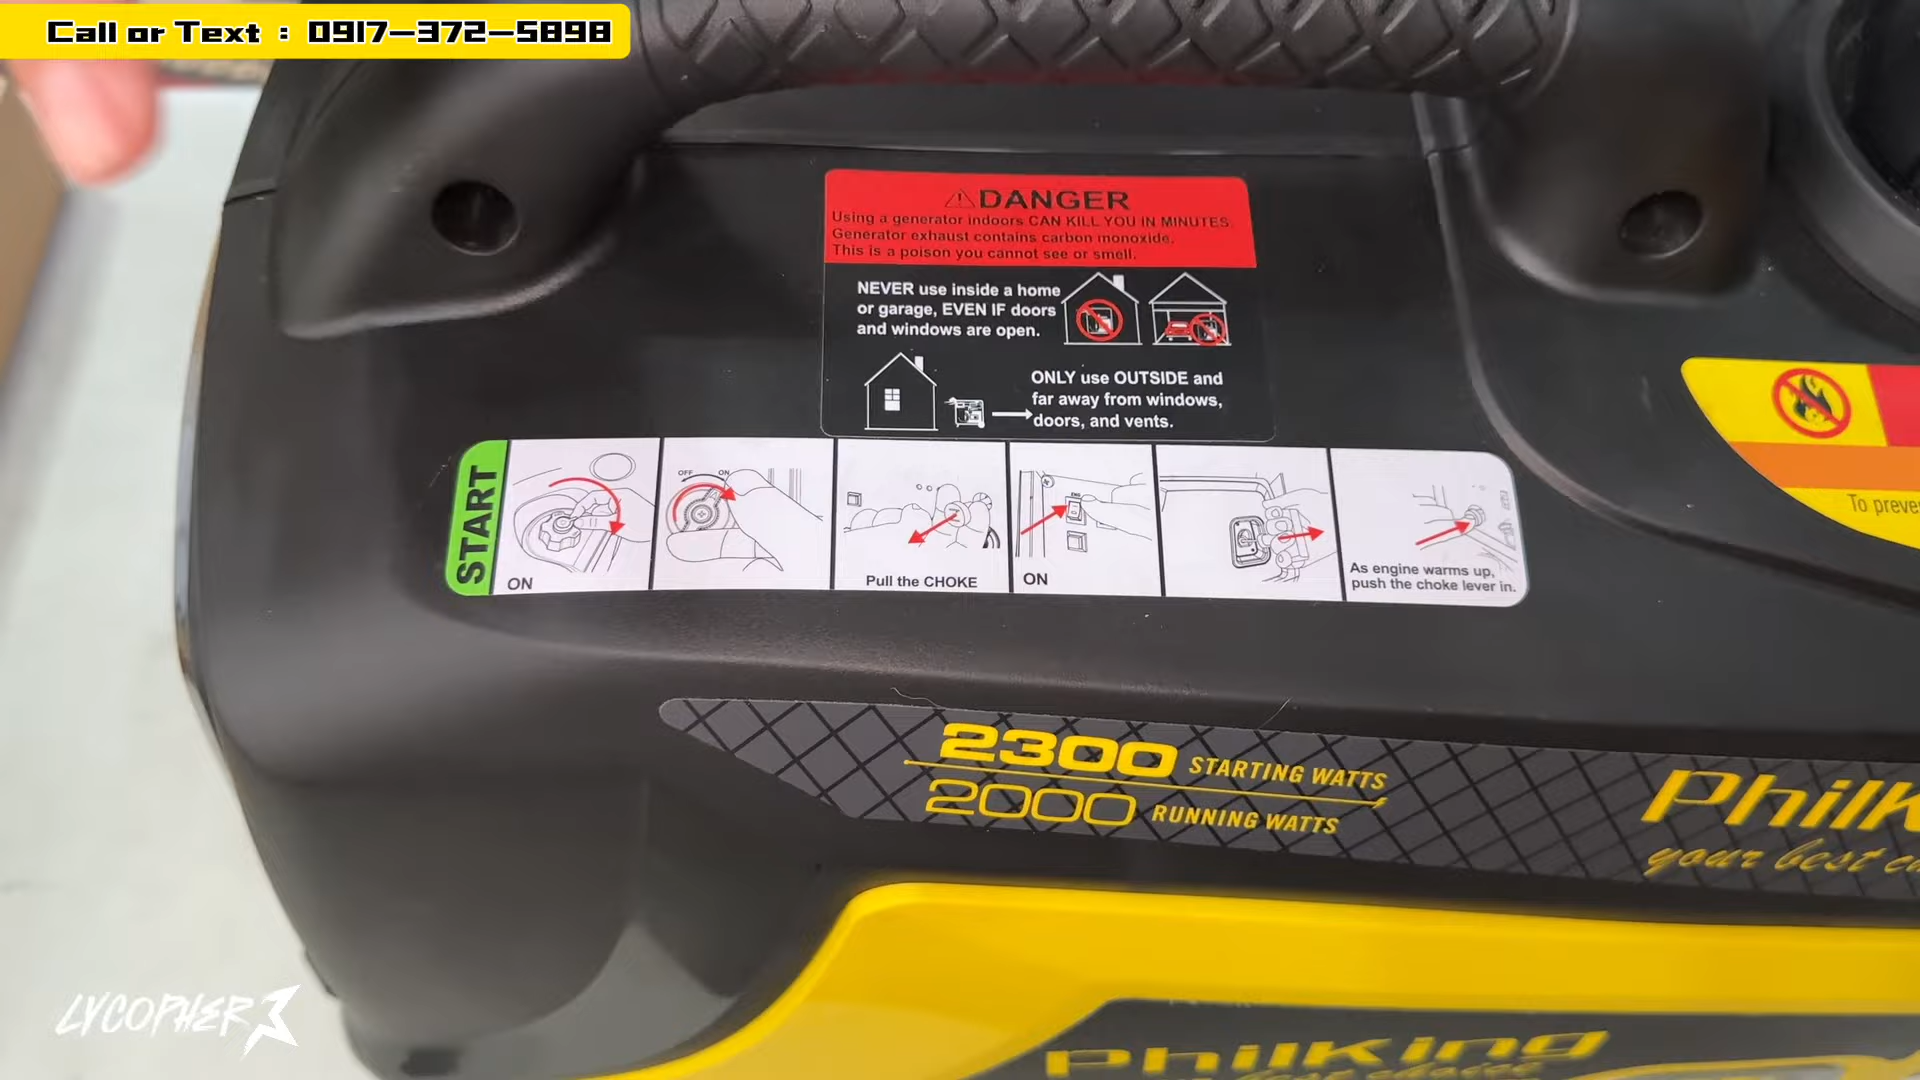 Call or Text : 0917-372-5898
DANGER
Using a generator indoors CAN KILL YOU IN MINUTES.
Generator exhaust contains carbon monoxide.
This is a poison you cannot see or smell.
NEVER use inside a home
or garage, EVEN IF doors
and windows are open.
ONLY use OUTSIDE and
far away from windows,
doors, and vents.
START
ON
OFF ON
Pull the CHOKE
ENG
ON
As engine warms up,
push the choke lever in.
To preve
2300 STARTING WATTS
2000 RUNNING WATTS
PhilK
your best c
PhilKing
best choice
LYCOPHER